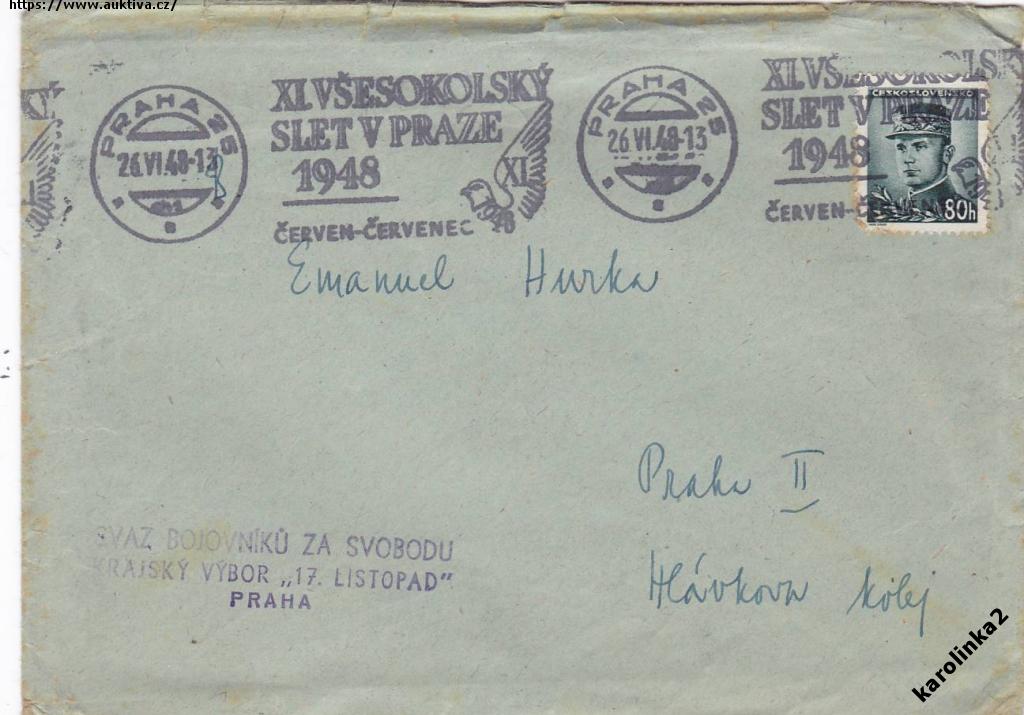 https://www.auktiva.cz/
PRAHA 25
26.VI.48-13
XI.VŠESOKOLSKÝ
SLET V PRAZE
1948
ČERVEN-ČERVENEC
XI
1948
PRAHA 25
26.VI.48-13
SLET V PRAZE
1948
ČESKOSLOVENSKO
80h
Emanuel Hurka
Praha II
Hlávkova kolej
SVAZ BOJOVNÍKŮ ZA SVOBODU
KRAJSKÝ VÝBOR „17. LISTOPAD"
PRAHA
karolinka2